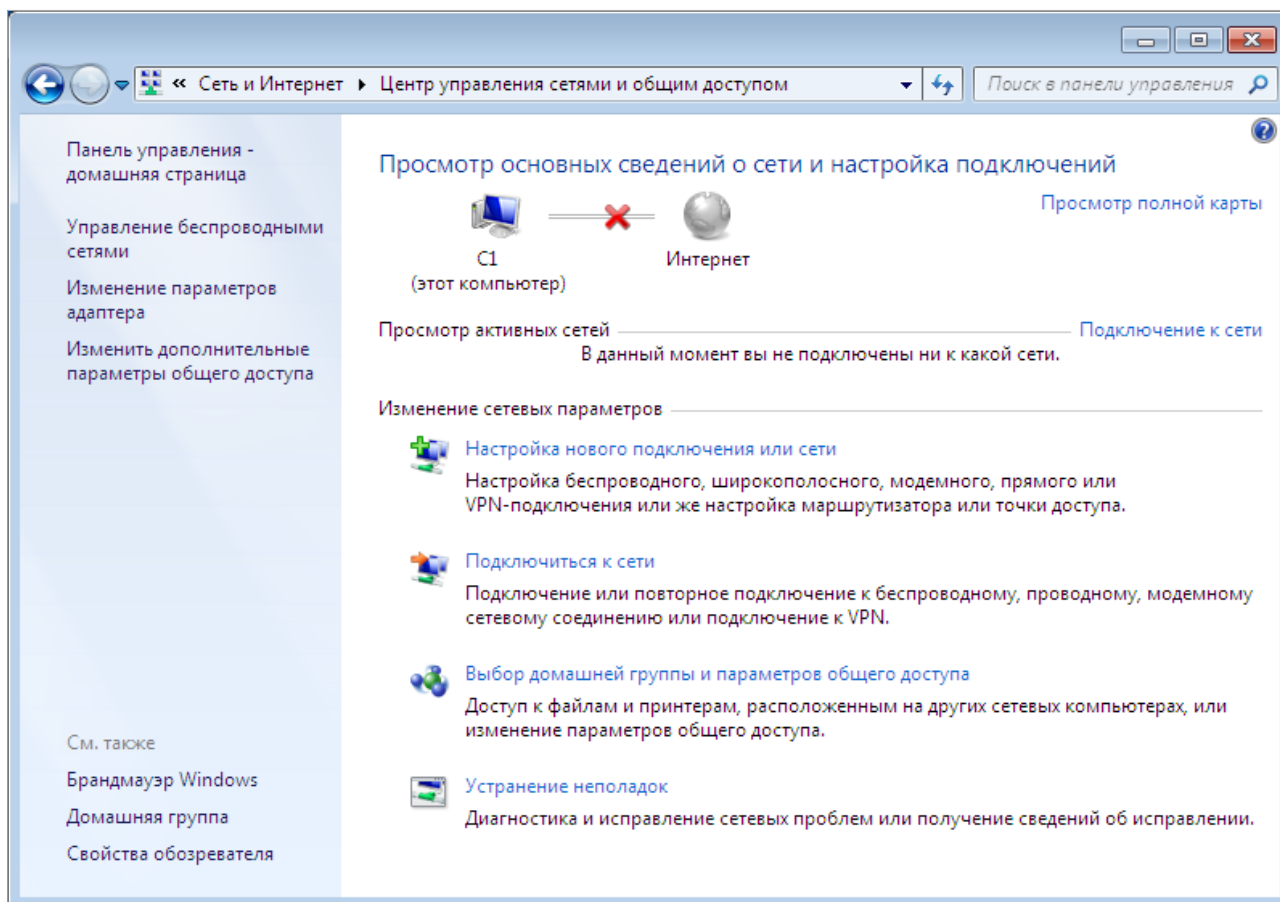 « Сеть и Интернет ▸ Центр управления сетями и общим доступом
Поиск в панели управления
Панель управления -
домашняя страница
Управление беспроводными
сетями
Изменение параметров
адаптера
Изменить дополнительные
параметры общего доступа
См. также
Брандмауэр Windows
Домашняя группа
Свойства обозревателя
Просмотр основных сведений о сети и настройка подключений
Просмотр полной карты
C1
(этот компьютер)
Интернет
Просмотр активных сетей
Подключение к сети
В данный момент вы не подключены ни к какой сети.
Изменение сетевых параметров
Настройка нового подключения или сети
Настройка беспроводного, широкополосного, модемного, прямого или
VPN-подключения или же настройка маршрутизатора или точки доступа.
Подключиться к сети
Подключение или повторное подключение к беспроводному, проводному, модемному
сетевому соединению или подключение к VPN.
Выбор домашней группы и параметров общего доступа
Доступ к файлам и принтерам, расположенным на других сетевых компьютерах, или
изменение параметров общего доступа.
Устранение неполадок
Диагностика и исправление сетевых проблем или получение сведений об исправлении.